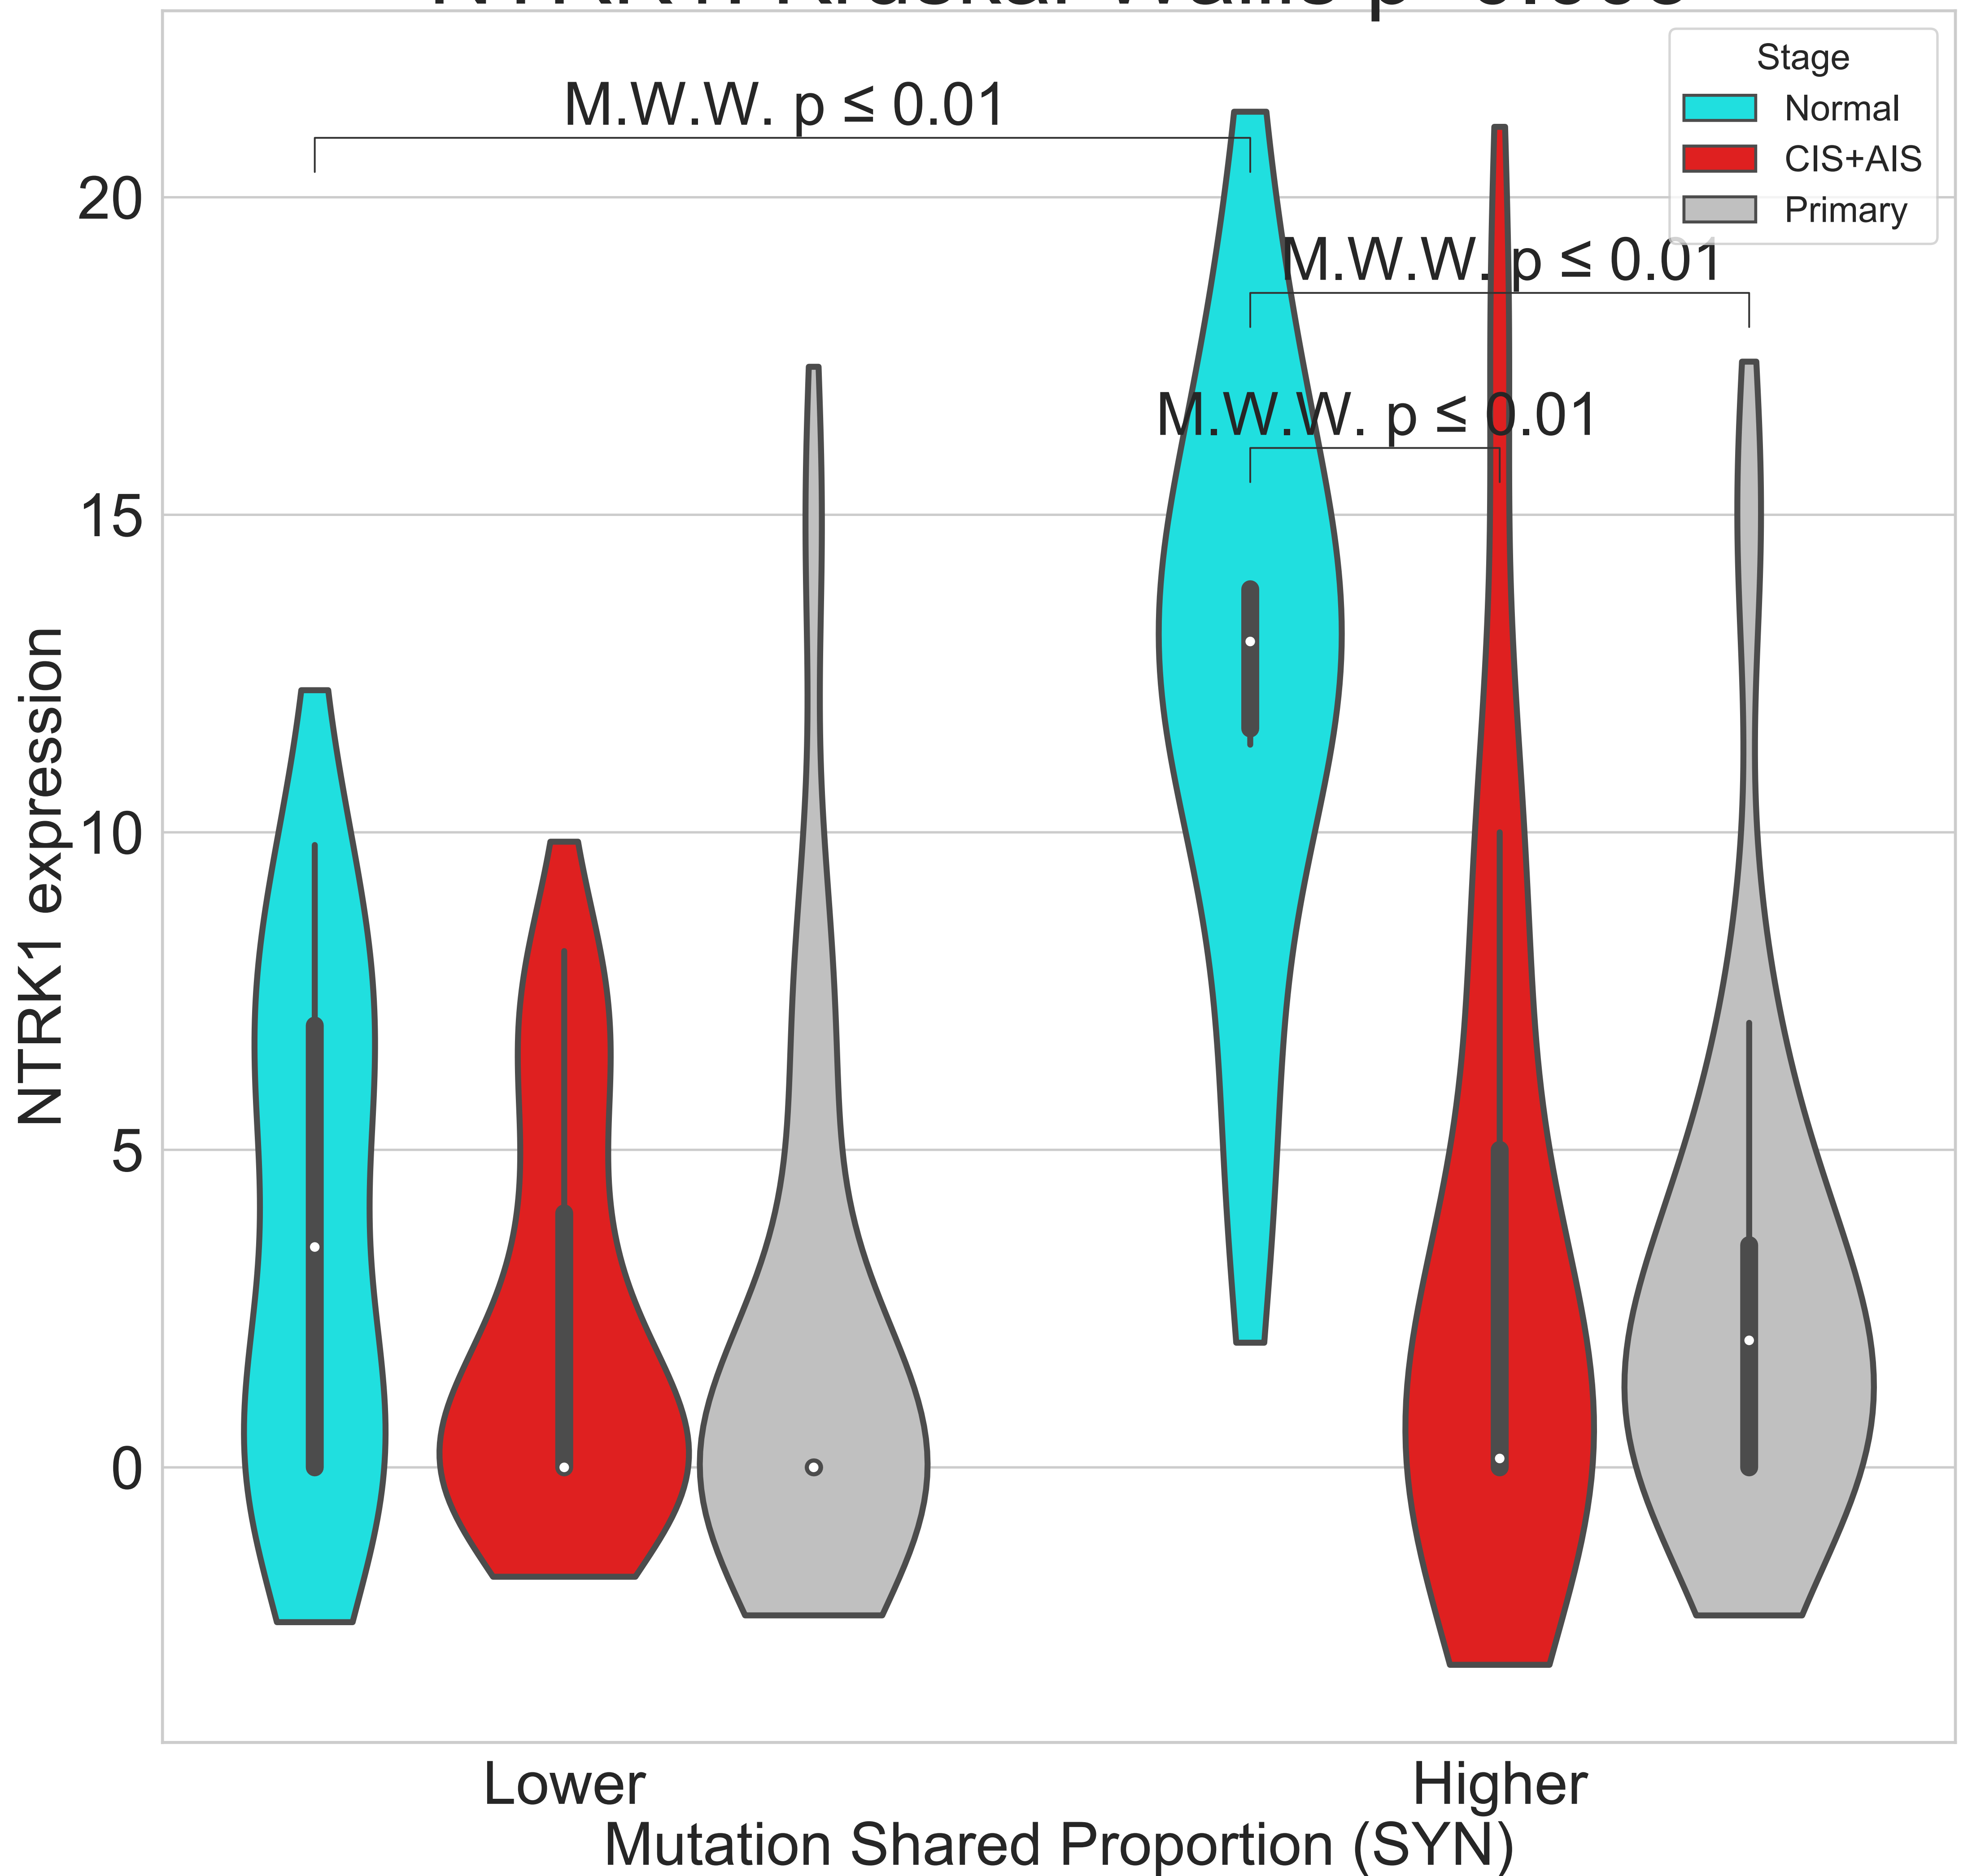 Stage
Normal
CIS+AIS
Primary
M.W.W. p ≤ 0.01
M.W.W. p ≤ 0.01
M.W.W. p ≤ 0.01
20
15
10
5
0
NTRK1 expression
Lower
Higher
Mutation Shared Proportion (SYN)